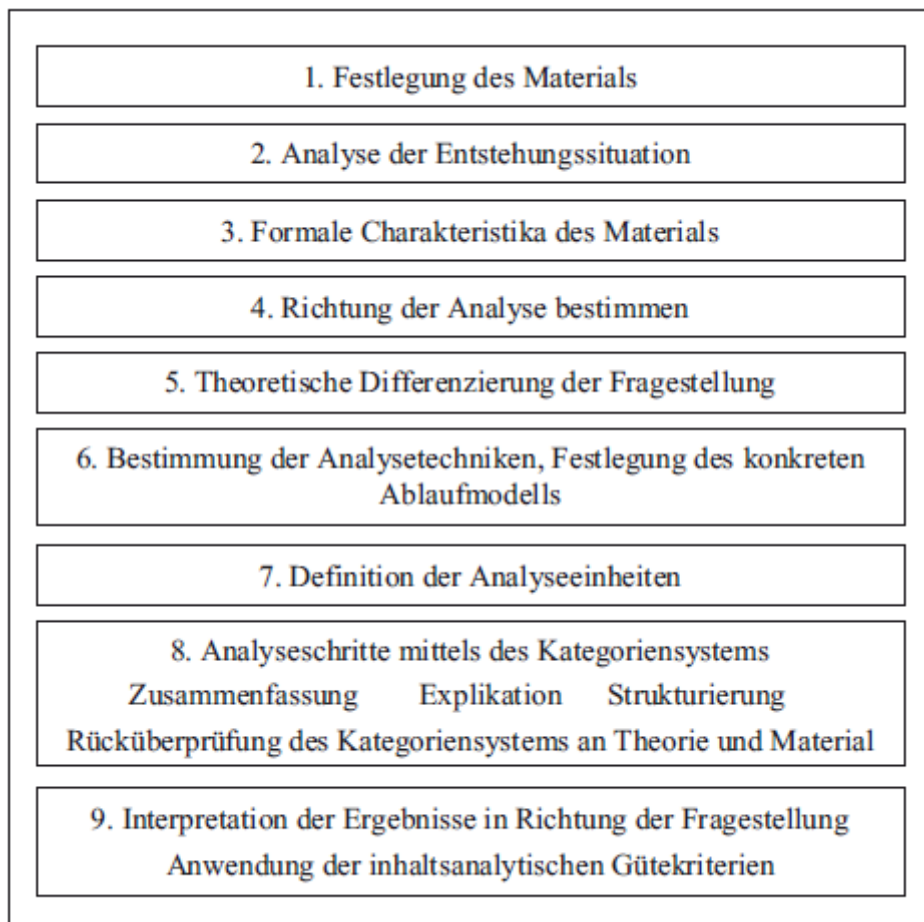 1. Festlegung des Materials
2. Analyse der Entstehungssituation
3. Formale Charakteristika des Materials
4. Richtung der Analyse bestimmen
5. Theoretische Differenzierung der Fragestellung
6. Bestimmung der Analysetechniken, Festlegung des konkreten
Ablaufmodells
7. Definition der Analyseeinheiten
8. Analyseschritte mittels des Kategoriensystems
Zusammenfassung Explikation Strukturierung
Rücküberprüfung des Kategoriensystems an Theorie und Material
9. Interpretation der Ergebnisse in Richtung der Fragestellung
Anwendung der inhaltsanalytischen Gütekriterien